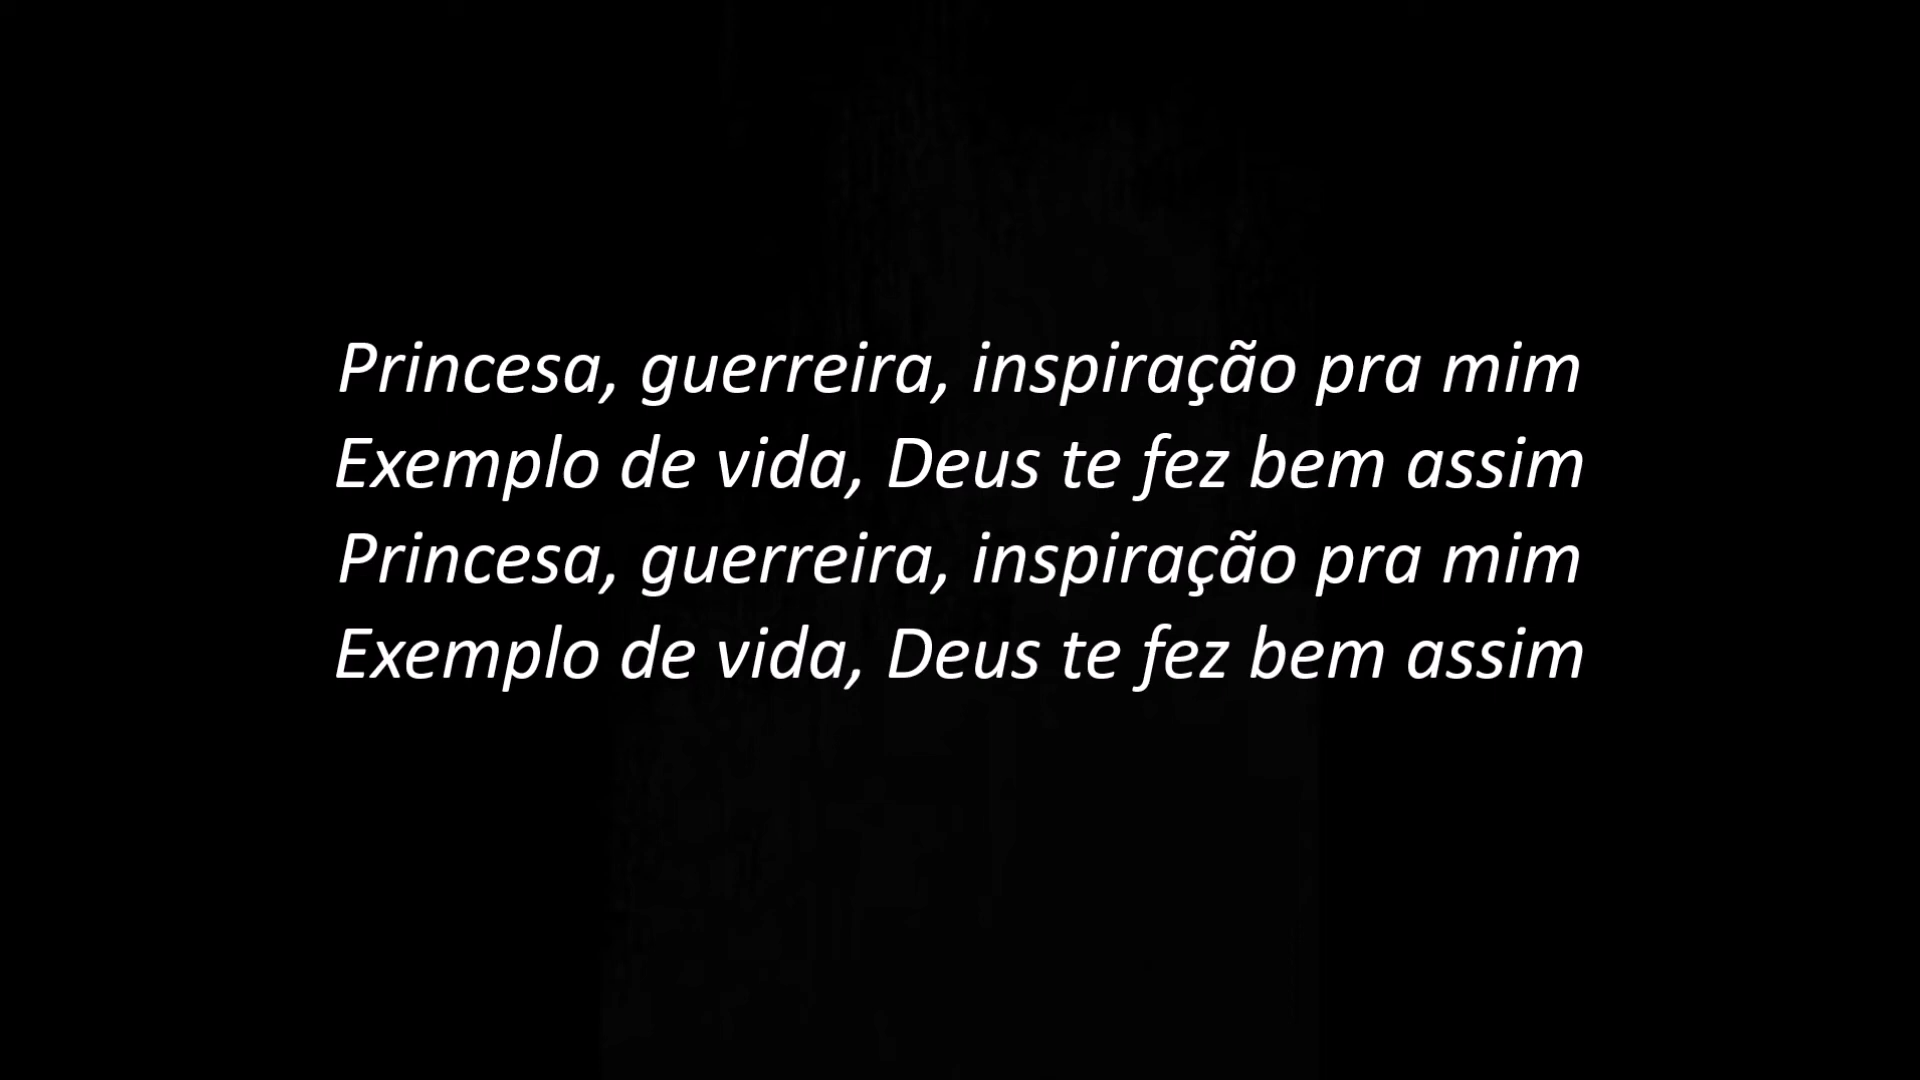 Princesa, guerreira, inspiração pra mim
Exemplo de vida, Deus te fez bem assim
Princesa, guerreira, inspiração pra mim
Exemplo de vida, Deus te fez bem assim